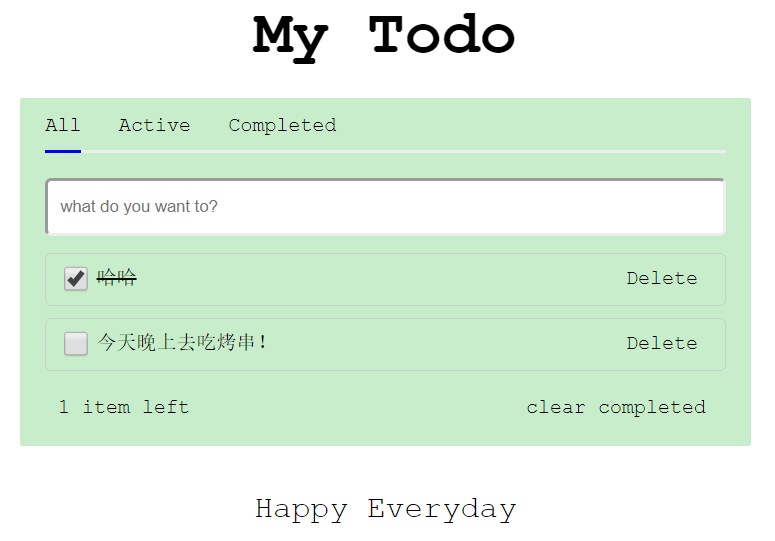 My Todo
All Active Completed
what do you want to?
哈哈 Delete
今天晚上去吃烤串! Delete
1 item left clear completed
Happy Everyday